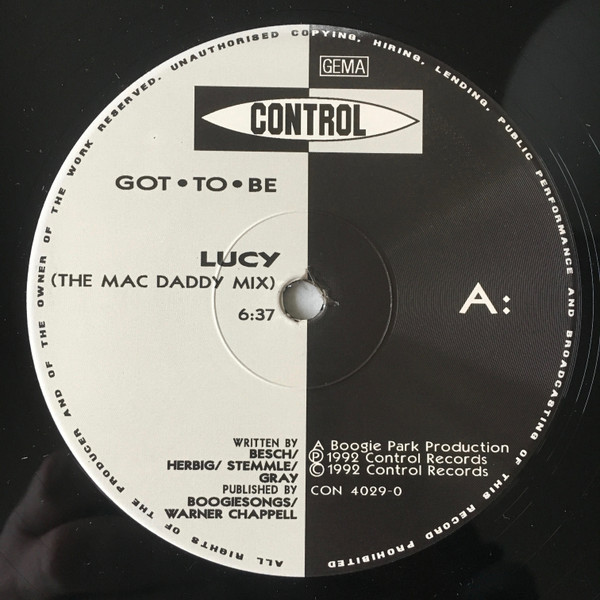 ALL RIGHTS OF THE PRODUCER AND OF THE OWNER OF THE WORK RESERVED. UNAUTHORISED COPYING, HIRING, LENDING, PUBLIC PERFORMANCE AND BROADCASTING OF THIS RECORD PROHIBITED
GEMA
CONTROL
GOT•TO•BE
LUCY
(THE MAC DADDY MIX)
6:37
A:
WRITTEN BY
BESCH/
HERBIG/ STEMMLE/
GRAY
PUBLISHED BY
BOOGIESONGS/
WARNER CHAPPELL
A Boogie Park Production
℗ 1992 Control Records
© 1992 Control Records
CON 4029-0